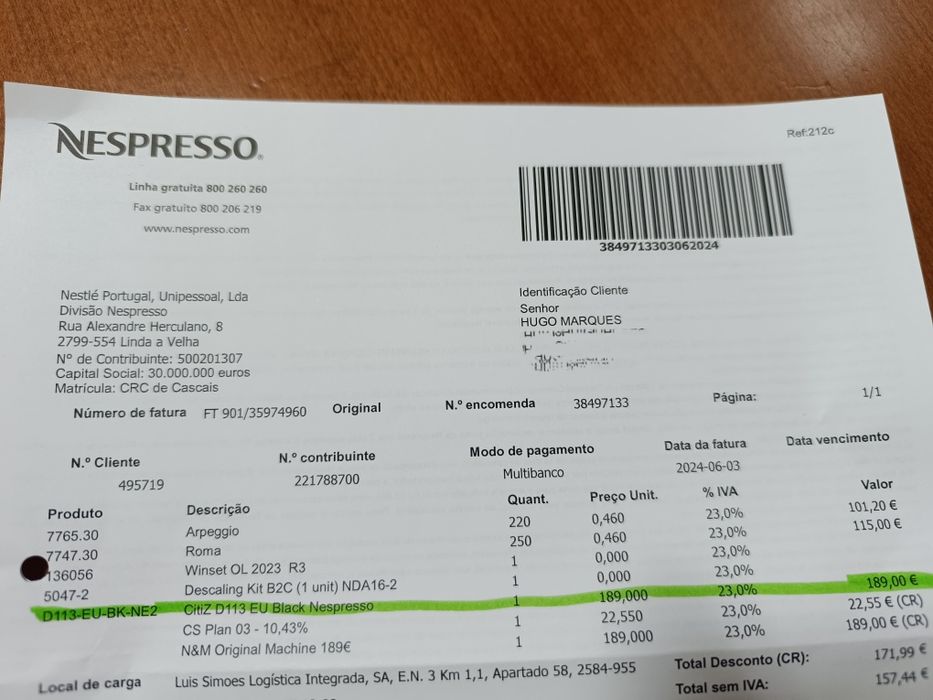 NESPRESSO®
Ref:212c
Linha gratuita 800 260 260
Fax gratuito 800 206 219
www.nespresso.com
3849713303062024
Nestlé Portugal, Unipessoal, Lda
Divisão Nespresso
Rua Alexandre Herculano, 8
2799-554 Linda a Velha
Nº de Contribuinte: 500201307
Capital Social: 30.000.000 euros
Matrícula: CRC de Cascais
Identificação Cliente
Senhor
HUGO MARQUES
Número de fatura FT 901/35974960 Original N.º encomenda 38497133 Página: 1/1
N.º Cliente N.º contribuinte Modo de pagamento Data da fatura Data vencimento
495719 221788700 Multibanco 2024-06-03
Produto Descrição Quant. Preço Unit. % IVA Valor
7765.30 Arpeggio 220 0,460 23,0% 101,20 €
7747.30 Roma 250 0,460 23,0% 115,00 €
136056 Winset OL 2023 R3 1 0,000 23,0%
5047-2 Descaling Kit B2C (1 unit) NDA16-2 1 0,000 23,0%
D113-EU-BK-NE2 CitiZ D113 EU Black Nespresso 1 189,000 23,0% 189,00 €
CS Plan 03 - 10,43% 1 22,550 23,0% 22,55 € (CR)
N&M Original Machine 189€ 1 189,000 23,0% 189,00 € (CR)
Local de carga Luis Simoes Logística Integrada, SA, E.N. 3 Km 1,1, Apartado 58, 2584-955
Total Desconto (CR): 171,99 €
Total sem IVA: 157,44 €